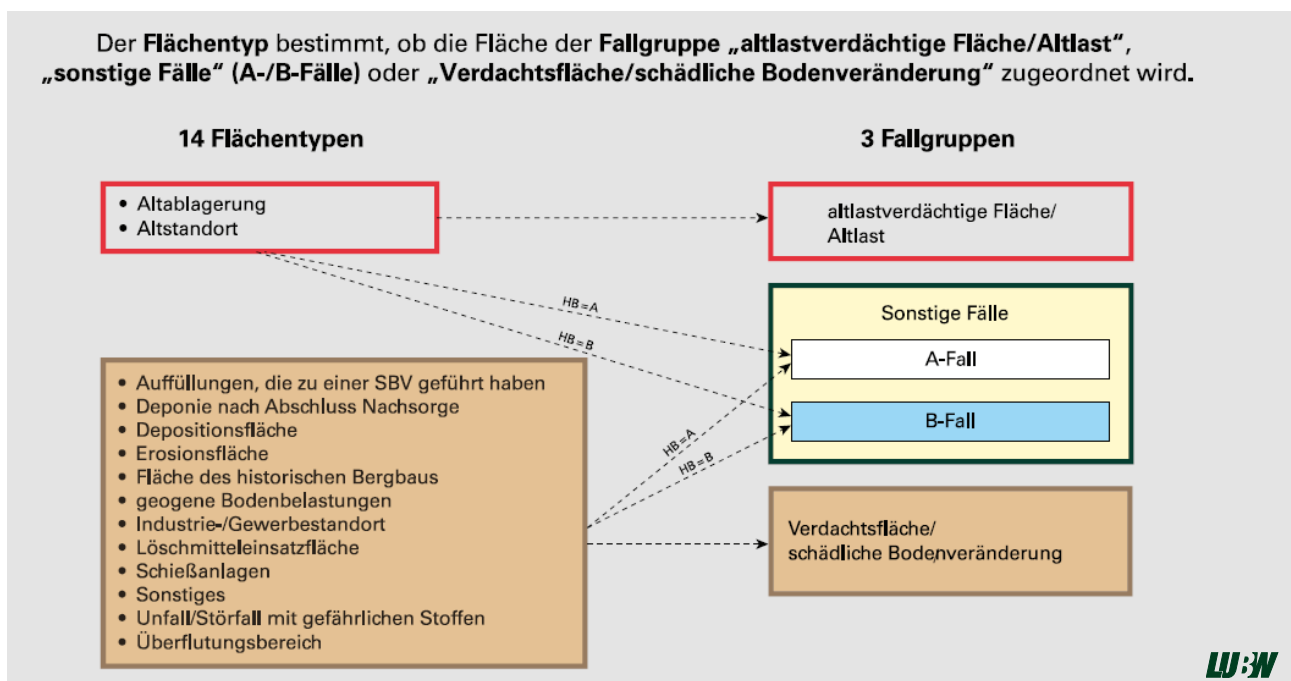 Der Flächentyp bestimmt, ob die Fläche der Fallgruppe „altlastverdächtige Fläche/Altlast“,
„sonstige Fälle“ (A-/B-Fälle) oder „Verdachtsfläche/schädliche Bodenveränderung“ zugeordnet wird.
14 Flächentypen
3 Fallgruppen
• Altablagerung
• Altstandort
altlastverdächtige Fläche/
Altlast
HB=A
HB=B
Sonstige Fälle
A-Fall
B-Fall
• Auffüllungen, die zu einer SBV geführt haben
• Deponie nach Abschluss Nachsorge
• Depositionsfläche
• Erosionsfläche
• Fläche des historischen Bergbaus
• geogene Bodenbelastungen
• Industrie-/Gewerbestandort
• Löschmitteleinsatzfläche
• Schießanlagen
• Sonstiges
• Unfall/Störfall mit gefährlichen Stoffen
• Überflutungsbereich
HB=A
HB=B
Verdachtsfläche/
schädliche Bodenveränderung
LUBW